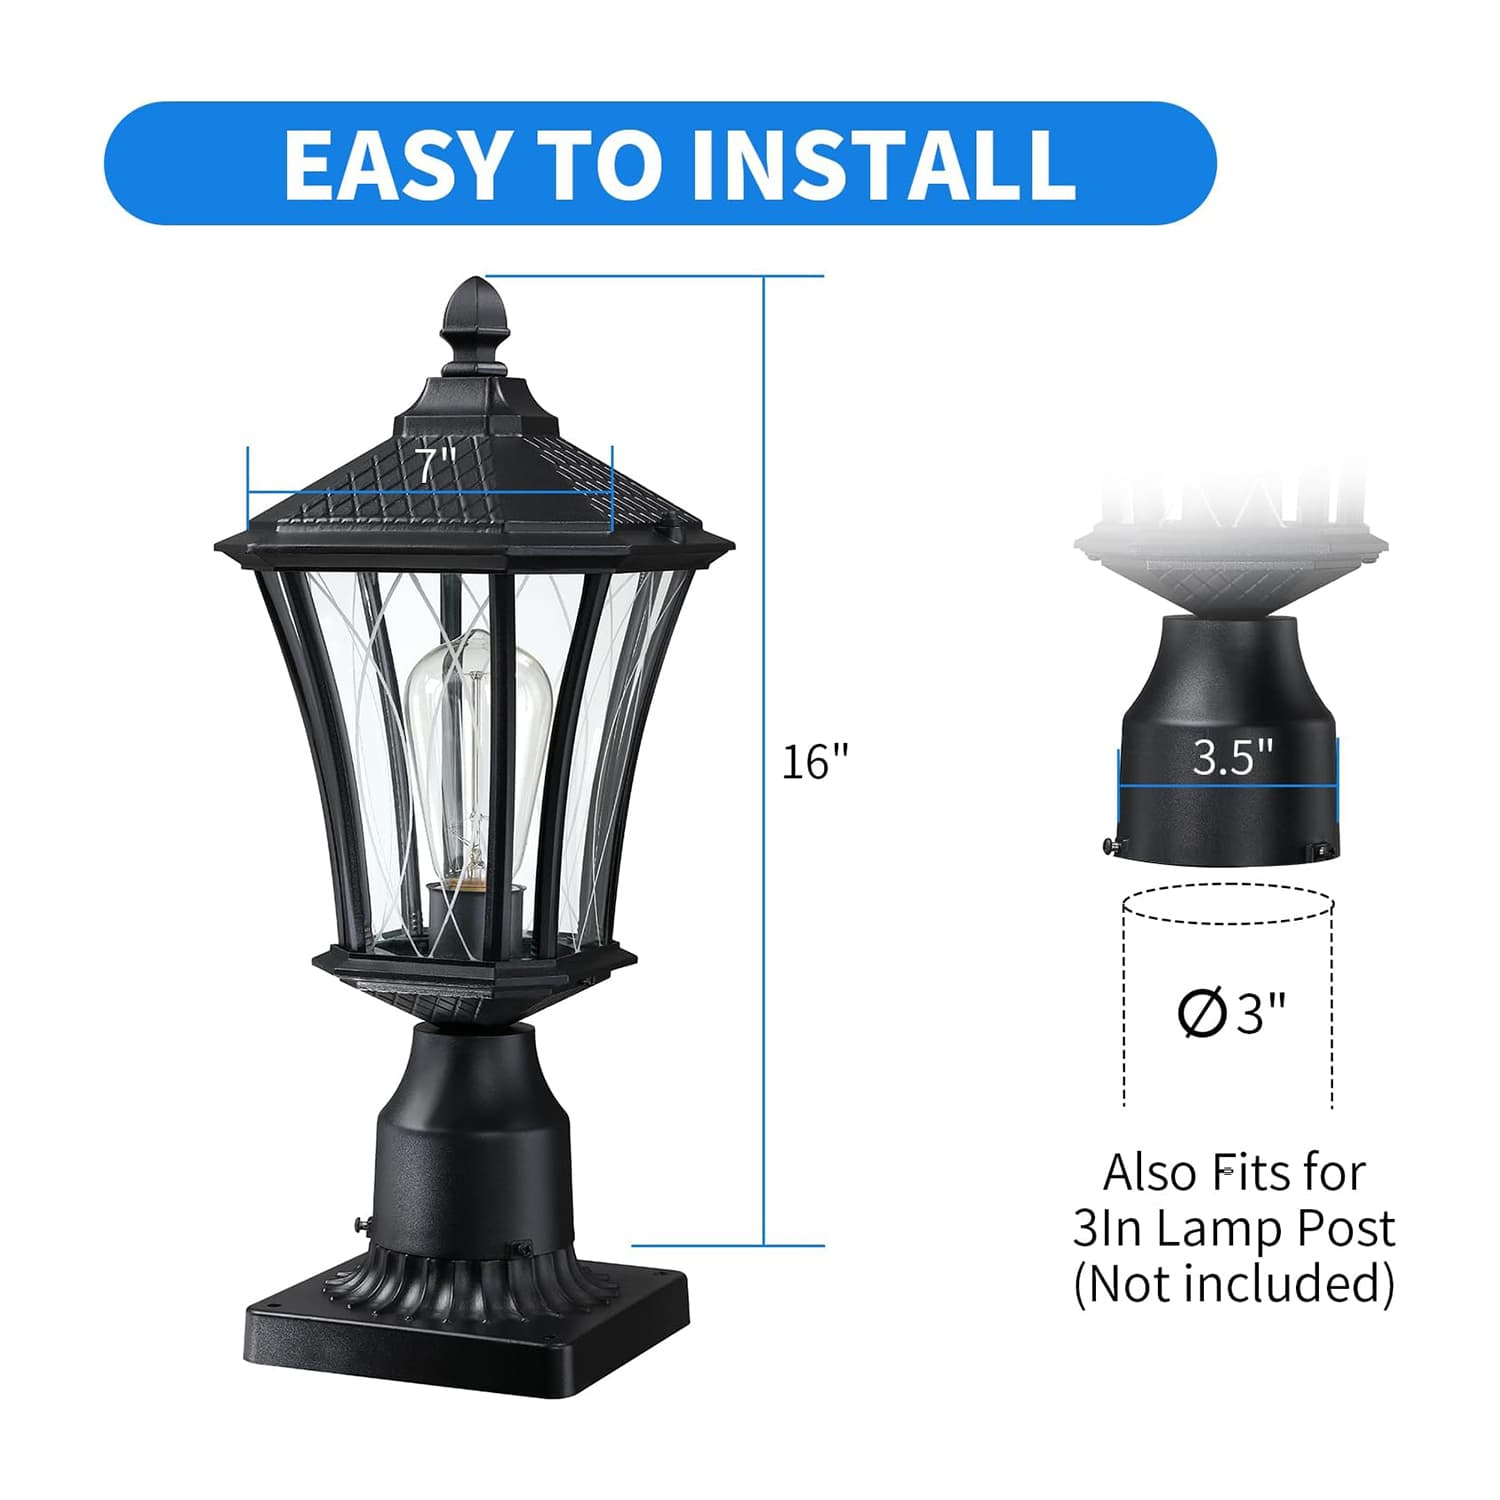 EASY TO INSTALL
7"
16"
3.5"
Ø3"
Also Fits for
3In Lamp Post
(Not included)